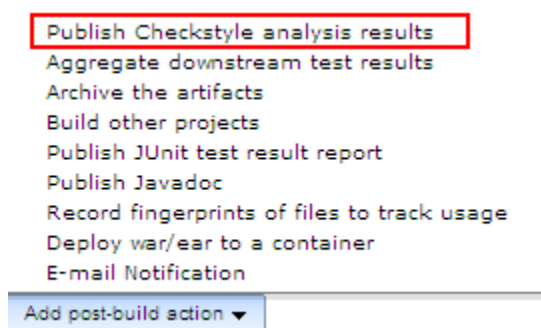 Publish Checkstyle analysis results
Aggregate downstream test results
Archive the artifacts
Build other projects
Publish JUnit test result report
Publish Javadoc
Record fingerprints of files to track usage
Deploy war/ear to a container
E-mail Notification
Add post-build action